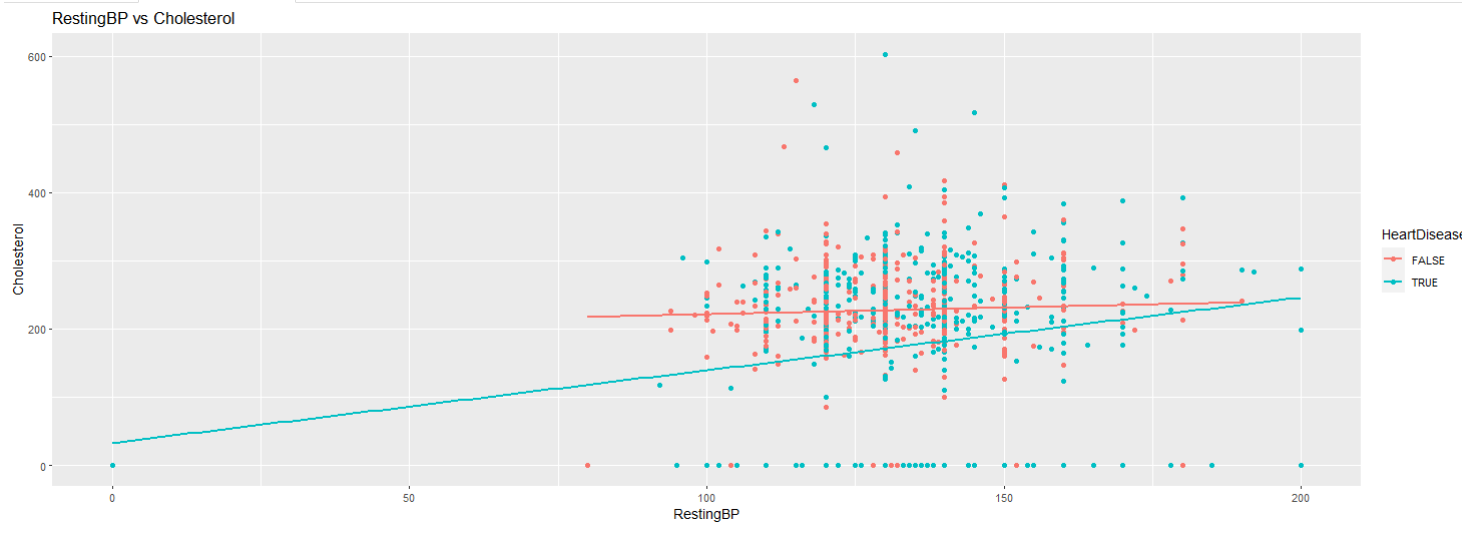 RestingBP vs Cholesterol
600
400
200
0
Cholesterol
0
50
100
150
200
RestingBP
HeartDisease
FALSE
TRUE